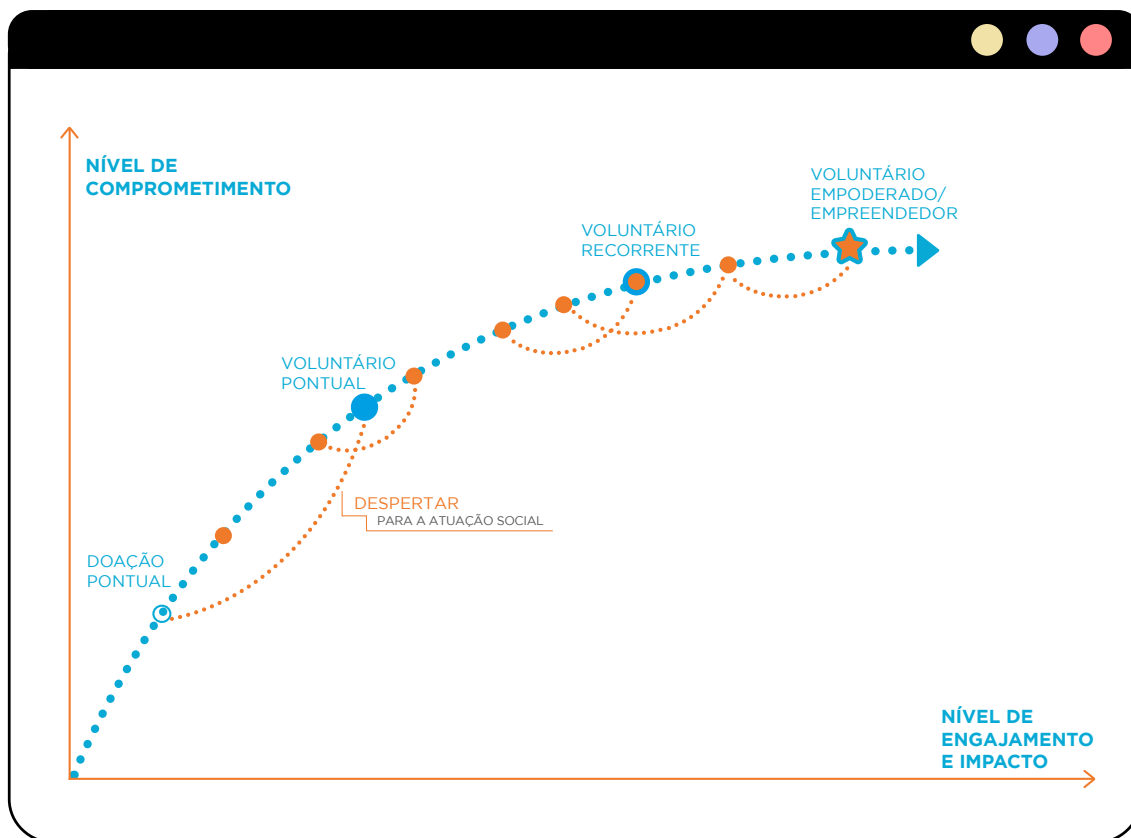 NÍVEL DE
COMPROMETIMENTO
VOLUNTÁRIO
EMPODERADO/
EMPREENDEDOR
VOLUNTÁRIO
RECORRENTE
VOLUNTÁRIO
PONTUAL
DESPERTAR
PARA A ATUAÇÃO SOCIAL
DOAÇÃO
PONTUAL
NÍVEL DE
ENGAJAMENTO
E IMPACTO